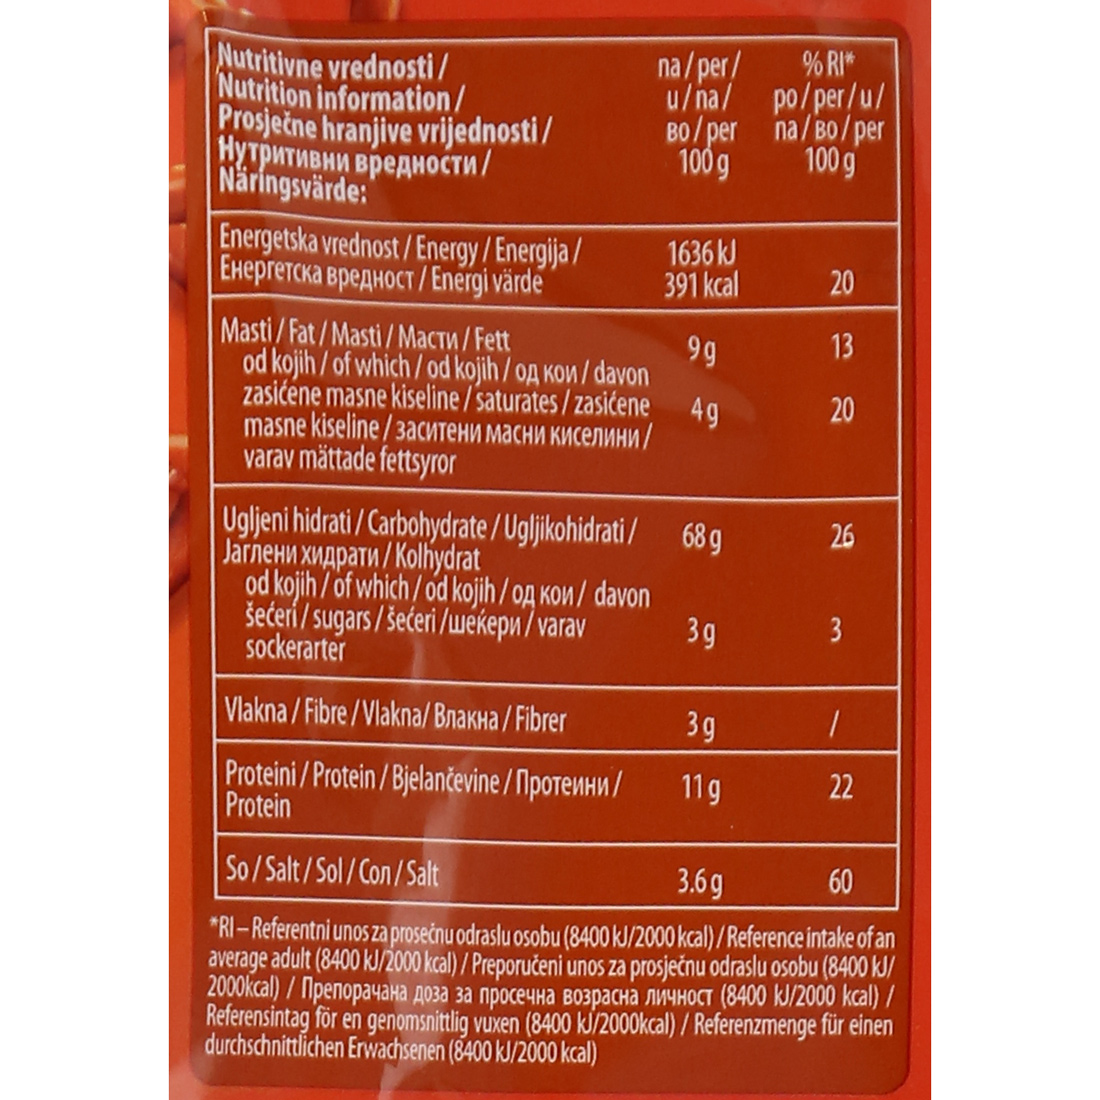 Nutritivne vrednosti /
Nutrition information /
Prosječne hranjive vrijednosti /
Нутритивни вредности /
Näringsvärde:
na / per /
u / na /
во / per
100 g
% RI*
po / per / u /
na / во / per
100 g
Energetska vrednost / Energy / Energija /
Енергетска вредност / Energi värde
1636 kJ
391 kcal
20
Masti / Fat / Masti / Масти / Fett
9 g
13
od kojih / of which / od kojih / од кои / davon
zasićene masne kiseline / saturates / zasićene
4 g
20
masne kiseline / заситени масни киселини /
varav mättade fettsyror
Ugljeni hidrati / Carbohydrate / Ugljikohidrati /
68 g
26
Јаглени хидрати / Kolhydrat
od kojih / of which / od kojih / од кои / davon
šećeri / sugars / šećeri /шеќери / varav
3 g
3
sockerarter
Vlakna / Fibre / Vlakna/ Влакна / Fibrer
3 g
/
Proteini / Protein / Bjelančevine / Протеини /
11 g
22
Protein
So / Salt / Sol / Сол / Salt
3.6 g
60
*RI – Referentni unos za prosečnu odraslu osobu (8400 kJ/2000 kcal) / Reference intake of an
average adult (8400 kJ/2000 kcal) / Preporučeni unos za prosječnu odraslu osobu (8400 kJ/
2000kcal) / Препорачана доза за просечна возрасна личност (8400 kJ/2000 kcal) /
Referensintag för en genomsnittlig vuxen (8400 kJ/2000kcal) / Referenzmenge für einen
durchschnittlichen Erwachsenen (8400 kJ/2000 kcal)